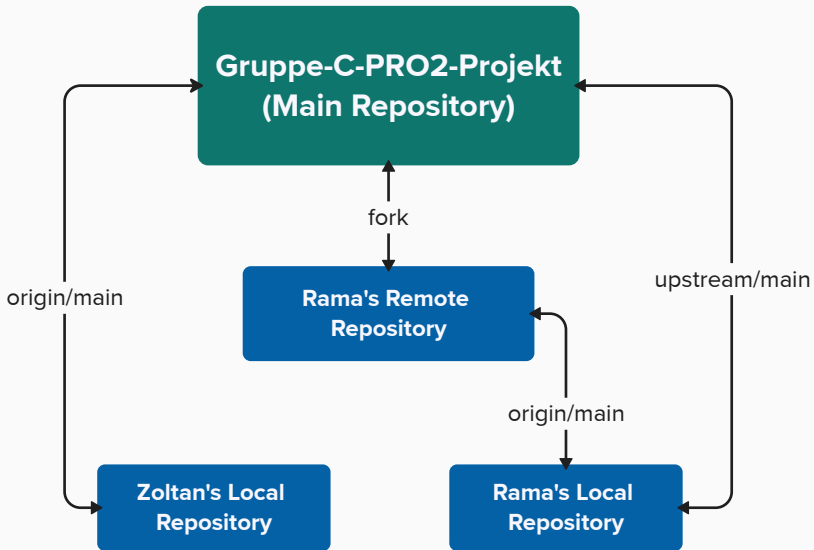 Gruppe-C-PRO2-Projekt
(Main Repository)
fork
origin/main
upstream/main
Rama's Remote
Repository
origin/main
Zoltan's Local
Repository
Rama's Local
Repository